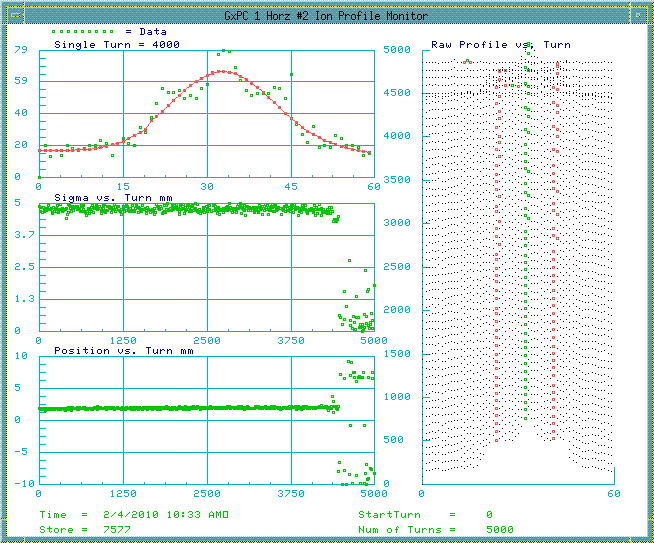 GxPC 1 Horz #2 Ion Profile Monitor
= Data
Single Turn = 4000
79
59
40
20
0
0 15 30 45 60
Sigma vs. Turn mm
5
3.7
2.5
1.3
0
0 1250 2500 3750 5000
Position vs. Turn mm
10
5
0
-5
-10
0 1250 2500 3750 5000
Raw Profile vs. Turn
5000
4500
4000
3500
3000
2500
2000
1500
1000
500
0
0 60
Time = 2/4/2010 10:33 AM
Store = 7577
StartTurn = 0
Num of Turns = 5000